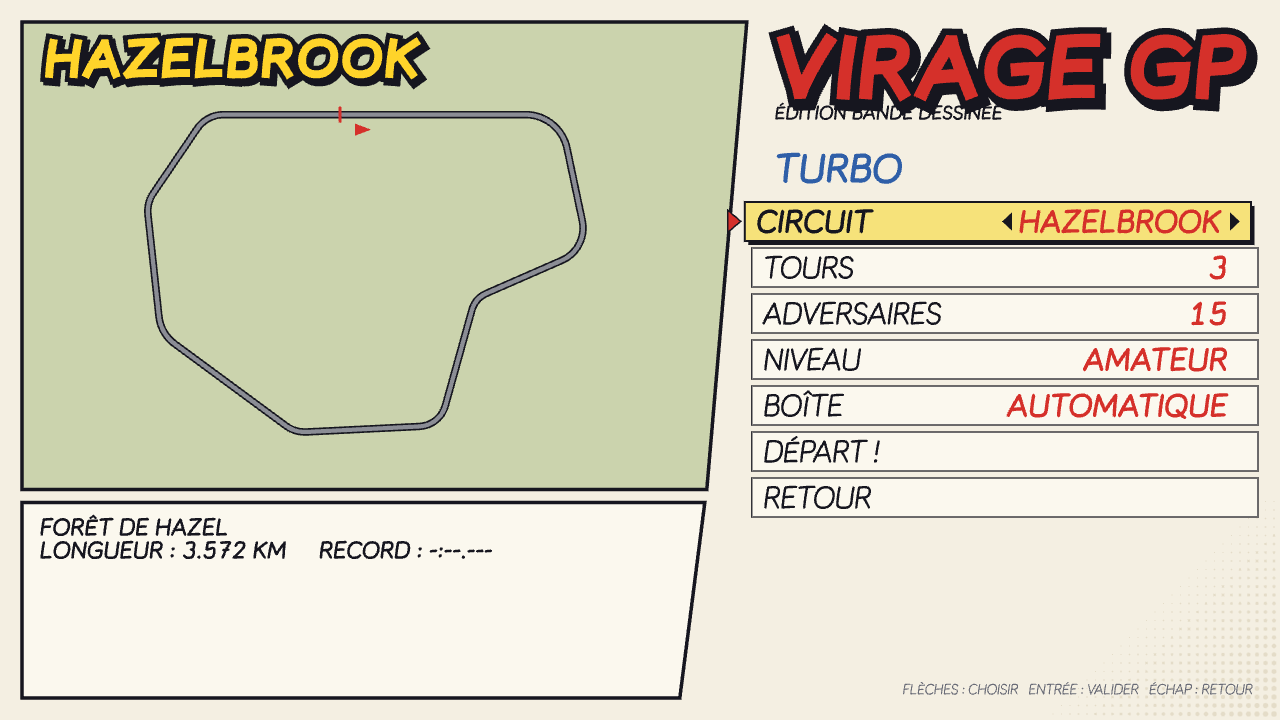 HAZELBROOK
VIRAGE GP
ÉDITION BANDE DESSINÉE
TURBO
CIRCUIT HAZELBROOK
TOURS 3
ADVERSAIRES 15
NIVEAU AMATEUR
BOÎTE AUTOMATIQUE
DÉPART !
RETOUR
FORÊT DE HAZEL
LONGUEUR : 3.572 KM RECORD : -:--.---
FLÈCHES : CHOISIR ENTRÉE : VALIDER ÉCHAP : RETOUR